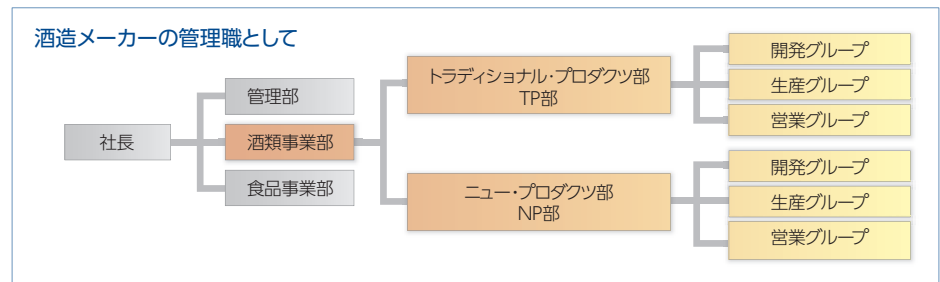 酒造メーカーの管理職として
社長
管理部
酒類事業部
食品事業部
トラディショナル・プロダクツ部
TP部
ニュー・プロダクツ部
NP部
開発グループ
生産グループ
営業グループ
開発グループ
生産グループ
営業グループ